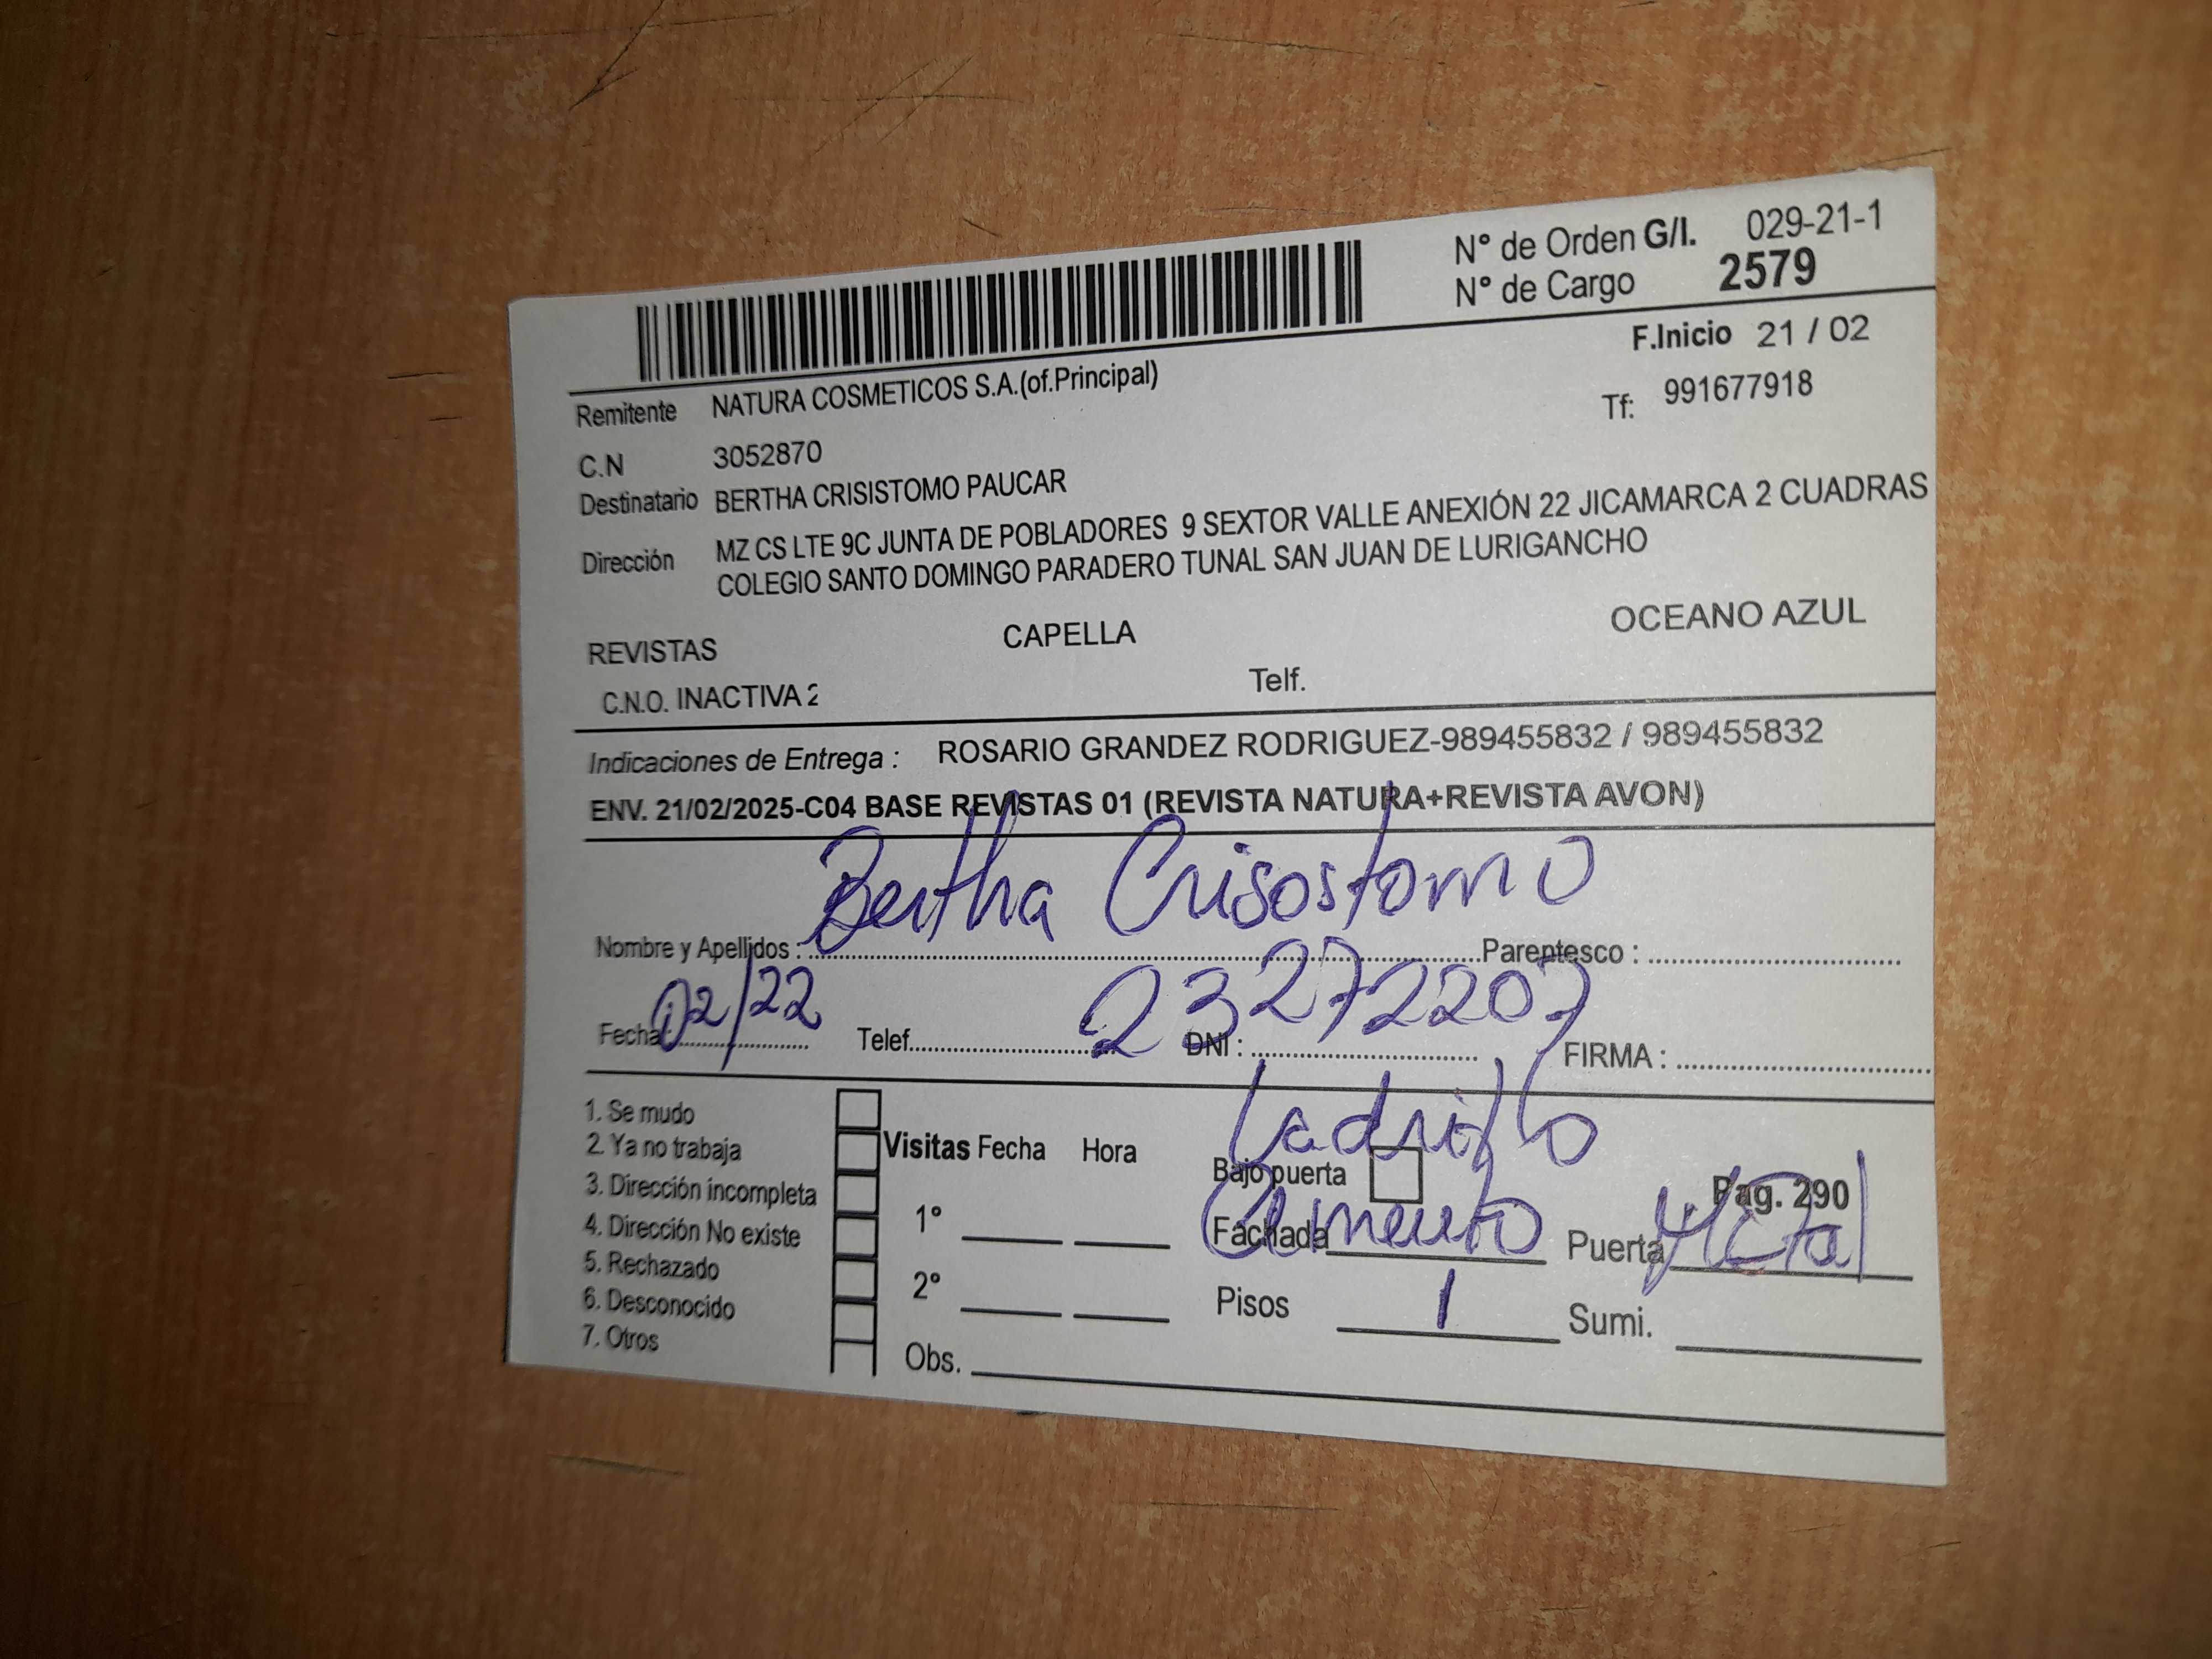 N° de Orden G/I. 029-21-1
N° de Cargo 2579
F.Inicio 21 / 02
Remitente NATURA COSMETICOS S.A.(of.Principal)
Tf: 991677918
C.N 3052870
Destinatario BERTHA CRISISTOMO PAUCAR
Dirección MZ CS LTE 9C JUNTA DE POBLADORES 9 SEXTOR VALLE ANEXIÓN 22 JICAMARCA 2 CUADRAS
COLEGIO SANTO DOMINGO PARADERO TUNAL SAN JUAN DE LURIGANCHO
REVISTAS CAPELLA OCEANO AZUL
C.N.O. INACTIVA 2 Telf.
Indicaciones de Entrega : ROSARIO GRANDEZ RODRIGUEZ-989455832 / 989455832
ENV. 21/02/2025-C04 BASE REVISTAS 01 (REVISTA NATURA+REVISTA AVON)
Bertha Crisostomo
Nombre y Apellidos : Parentesco :
02/22 23272207
Fecha: Telef. DNI : FIRMA :
1. Se mudo
2. Ya no trabaja
3. Dirección incompleta
4. Dirección No existe
5. Rechazado
6. Desconocido
7. Otros
Visitas Fecha Hora
1°
2°
Obs.
Ladrillo
Bajo puerta Pag. 290
Fachada Cemento Puerta Metal
Pisos 1 Sumi.